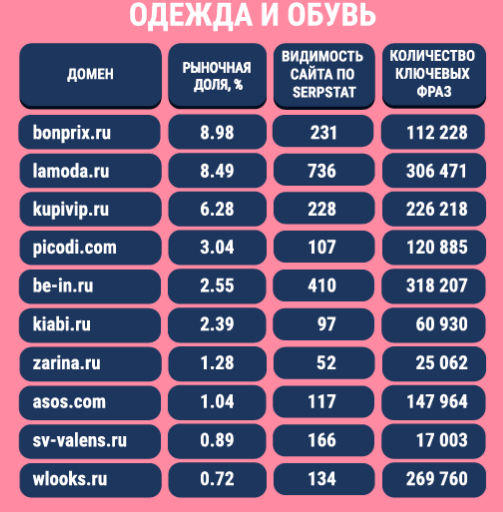 ОДЕЖДА И ОБУВЬ
ДОМЕН РЫНОЧНАЯ ДОЛЯ, % ВИДИМОСТЬ САЙТА ПО SERPSTAT КОЛИЧЕСТВО КЛЮЧЕВЫХ ФРАЗ
bonprix.ru 8.98 231 112 228
lamoda.ru 8.49 736 306 471
kupivip.ru 6.28 228 226 218
picodi.com 3.04 107 120 885
be-in.ru 2.55 410 318 207
kiabi.ru 2.39 97 60 930
zarina.ru 1.28 52 25 062
asos.com 1.04 117 147 964
sv-valens.ru 0.89 166 17 003
wlooks.ru 0.72 134 269 760